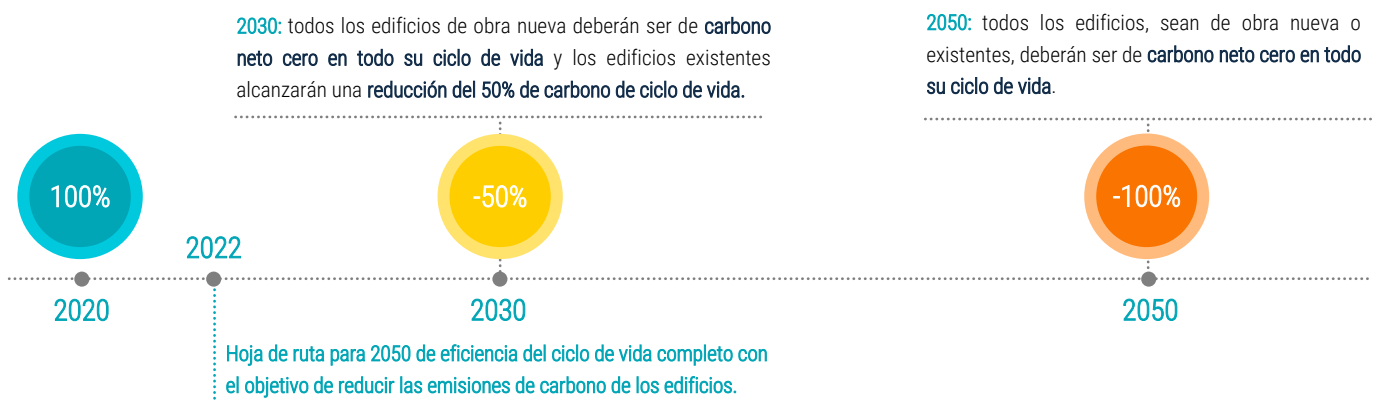 2030: todos los edificios de obra nueva deberán ser de carbono
neto cero en todo su ciclo de vida y los edificios existentes
alcanzarán una reducción del 50% de carbono de ciclo de vida.
2050: todos los edificios, sean de obra nueva o
existentes, deberán ser de carbono neto cero en todo
su ciclo de vida.
100%
-50%
-100%
2022
2020
2030
2050
Hoja de ruta para 2050 de eficiencia del ciclo de vida completo con
el objetivo de reducir las emisiones de carbono de los edificios.